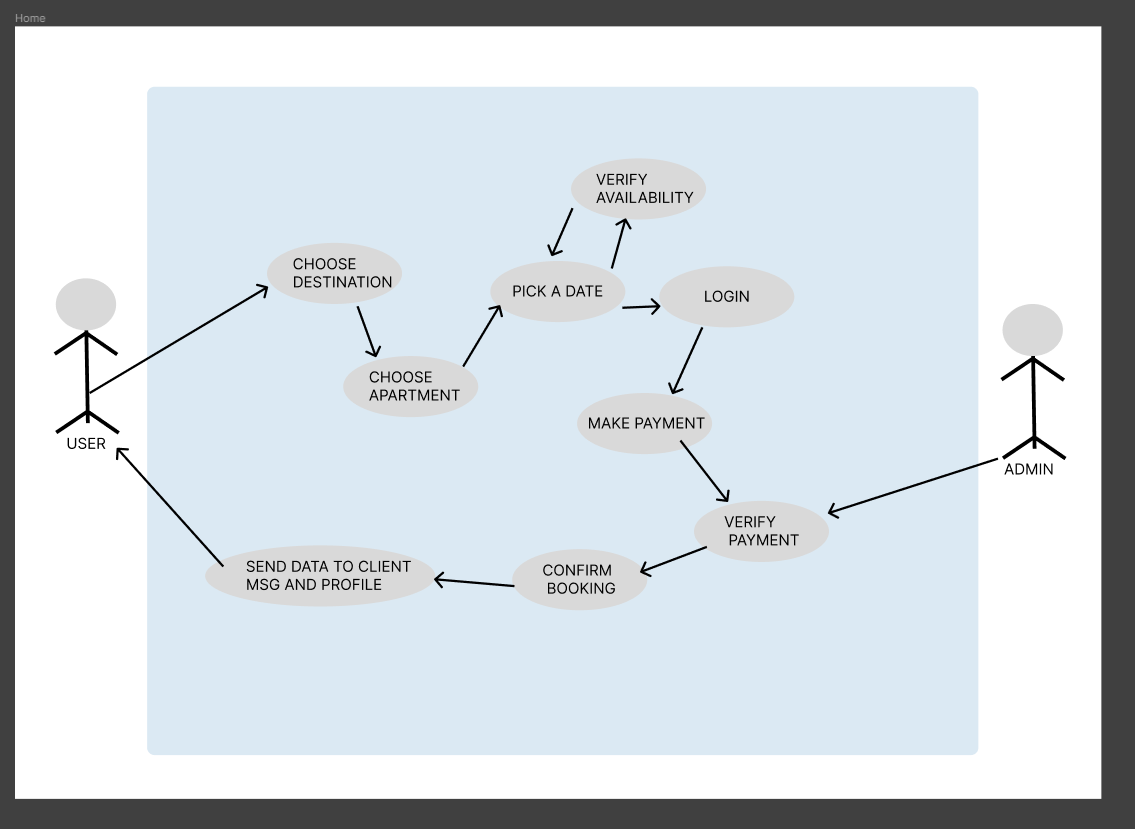 Home
VERIFY
AVAILABILITY
CHOOSE
DESTINATION
PICK A DATE
LOGIN
CHOOSE
APARTMENT
MAKE PAYMENT
USER
ADMIN
VERIFY
PAYMENT
SEND DATA TO CLIENT
MSG AND PROFILE
CONFIRM
BOOKING